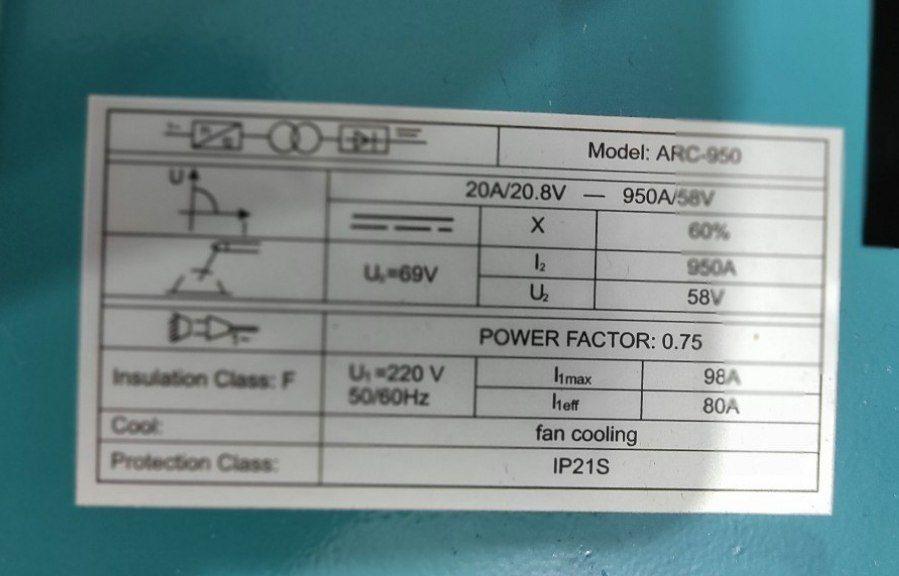 Model: ARC-950
U
20A/20.8V — 950A/58V
X 60%
U₀=69V
I₂ 950A
U₂ 58V
POWER FACTOR: 0.75
Insulation Class: F
U₁=220 V
50/60Hz
I₁max 98A
I₁eff 80A
Cool: fan cooling
Protection Class: IP21S